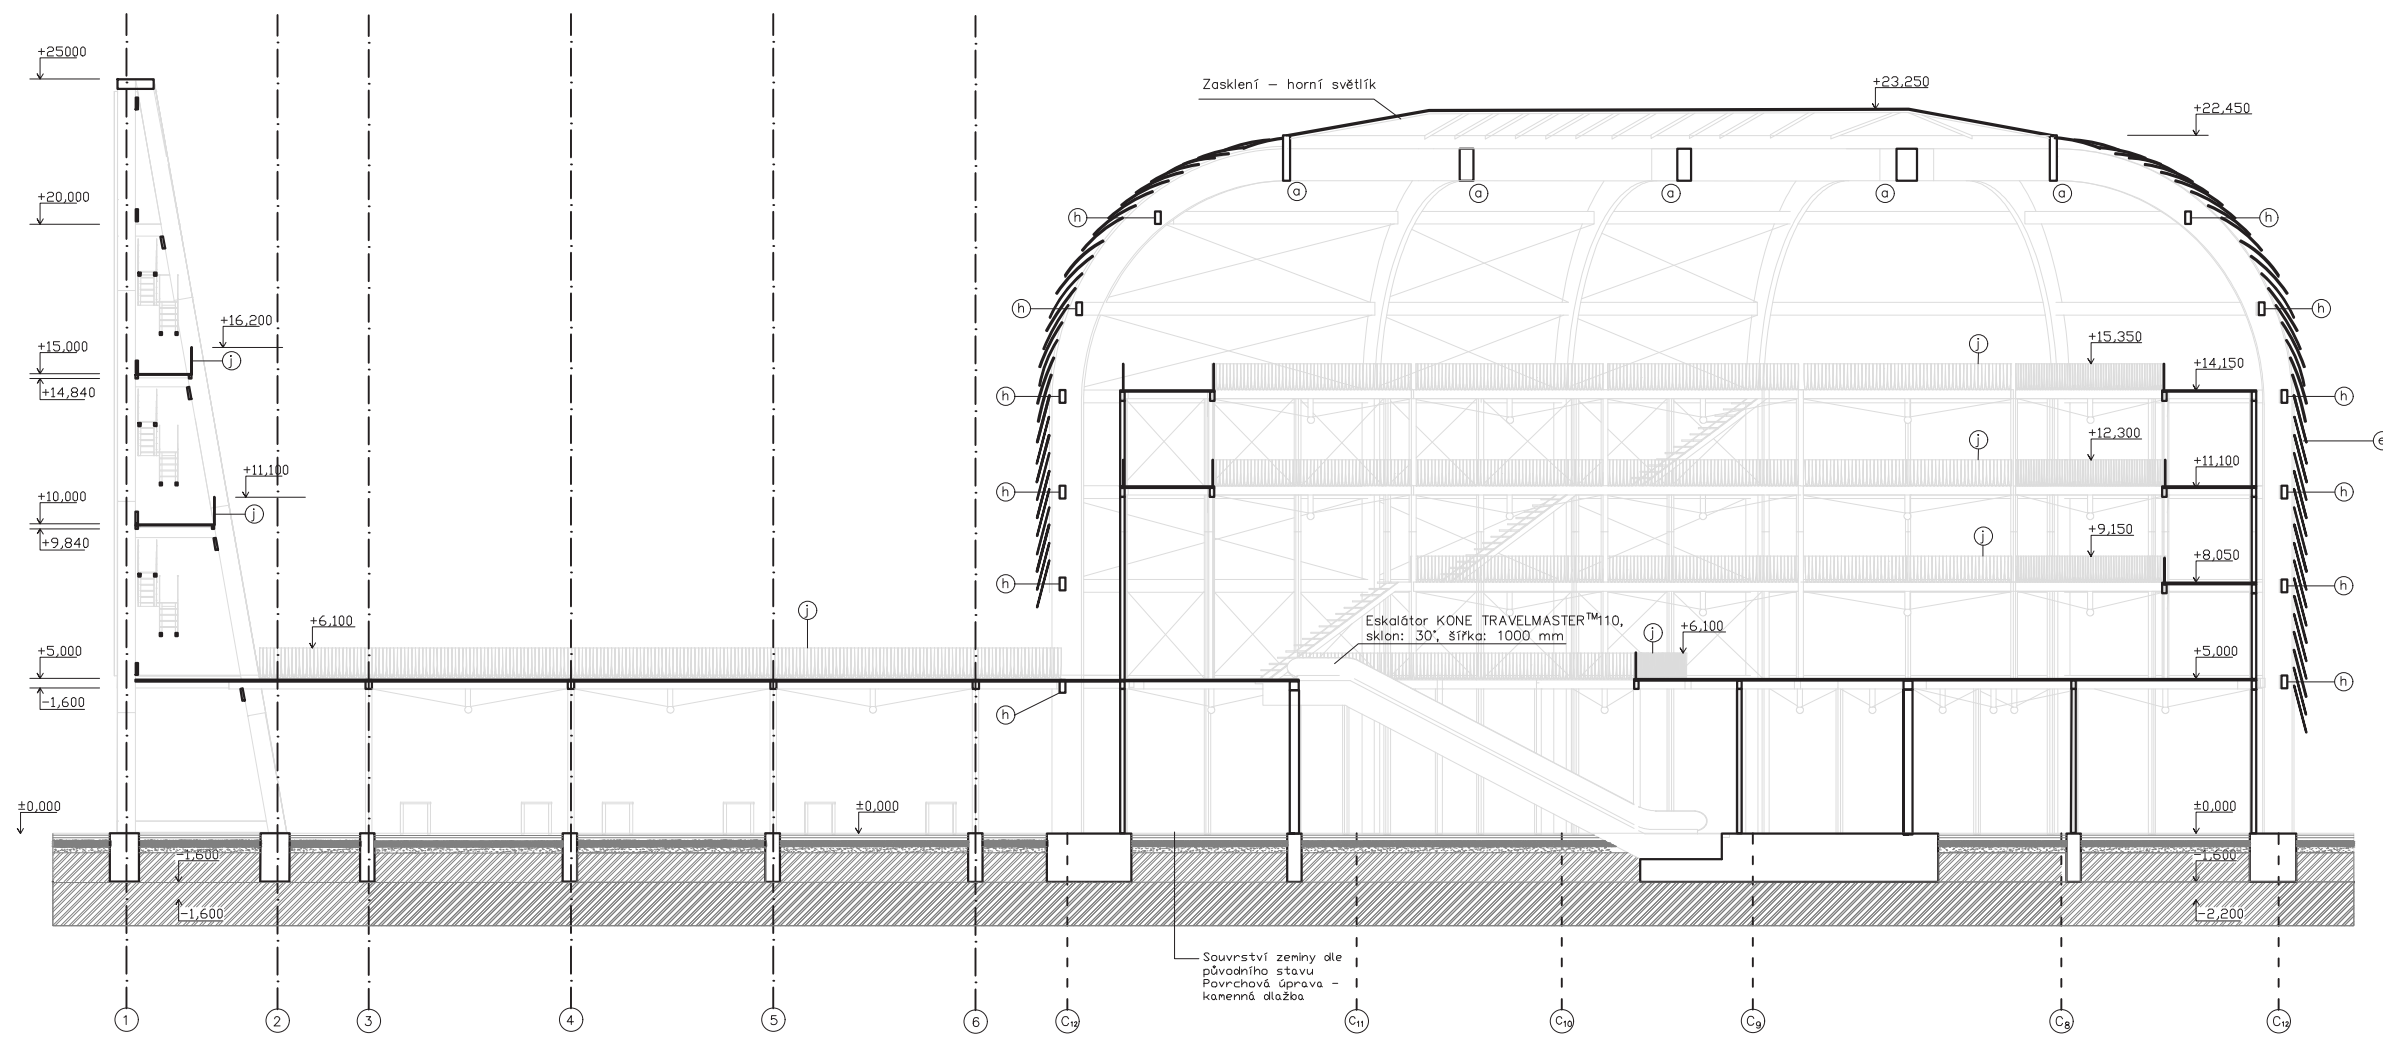 +25000
Zasklení – horní světlík
+23,250
+22,450
+20,000
a
a
a
a
a
h
h
h
h
+16,200
j
+15,000
+14,840
j
+15,350
+14,150
h
h
j
+12,300
e
+11,100
j
+11,100
h
h
+10,000
+9,840
j
+9,150
+8,050
h
h
+6,100
j
Eskalátor KONE TRAVELMASTER™110,
sklon: 30°, šířka: 1000 mm
j
+6,100
+5,000
-1,600
+5,000
h
h
±0,000
±0,000
±0,000
-1,600
-1,600
-1,600
-2,200
Souvrství zeminy dle
původního stavu
Povrchová úprava –
kamenná dlažba
1
2
3
4
5
6
C12
C11
C10
C9
C8
C12